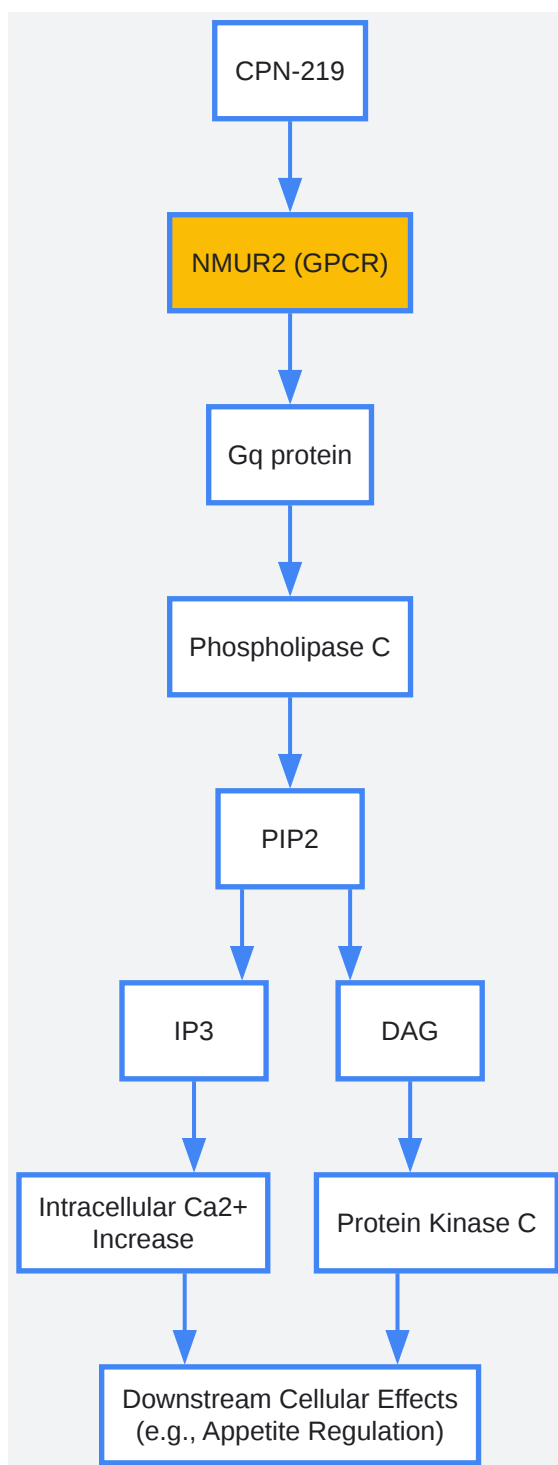 CPN-219
NMUR2 (GPCR)
Gq protein
Phospholipase C
PIP2
IP3
DAG
Intracellular Ca2+
Increase
Protein Kinase C
Downstream Cellular Effects
(e.g., Appetite Regulation)